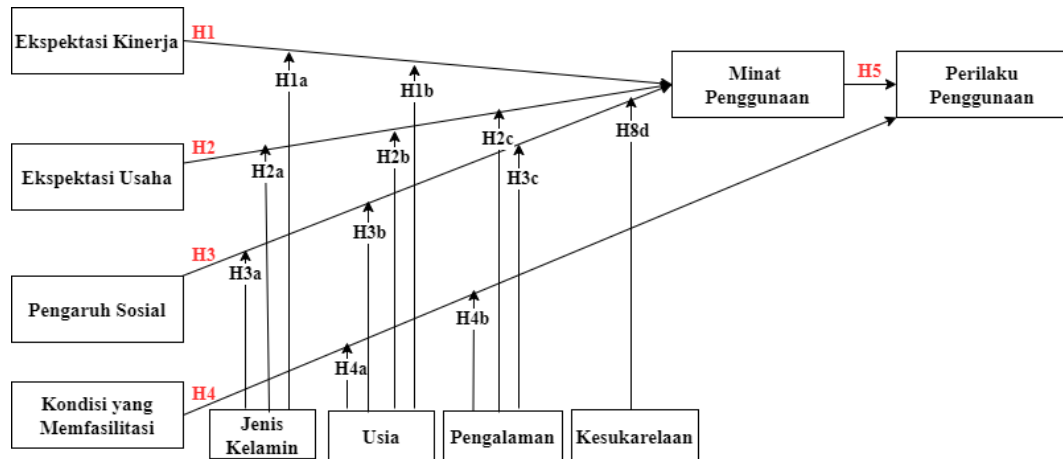 Ekspektasi Kinerja
H1
H1a
H1b
Minat
Penggunaan
H5
Perilaku
Penggunaan
Ekspektasi Usaha
H2
H2a
H2b
H2c
H8d
Pengaruh Sosial
H3
H3a
H3b
H3c
Kondisi yang
Memfasilitasi
H4
H4a
H4b
Jenis
Kelamin
Usia
Pengalaman
Kesukarelaan